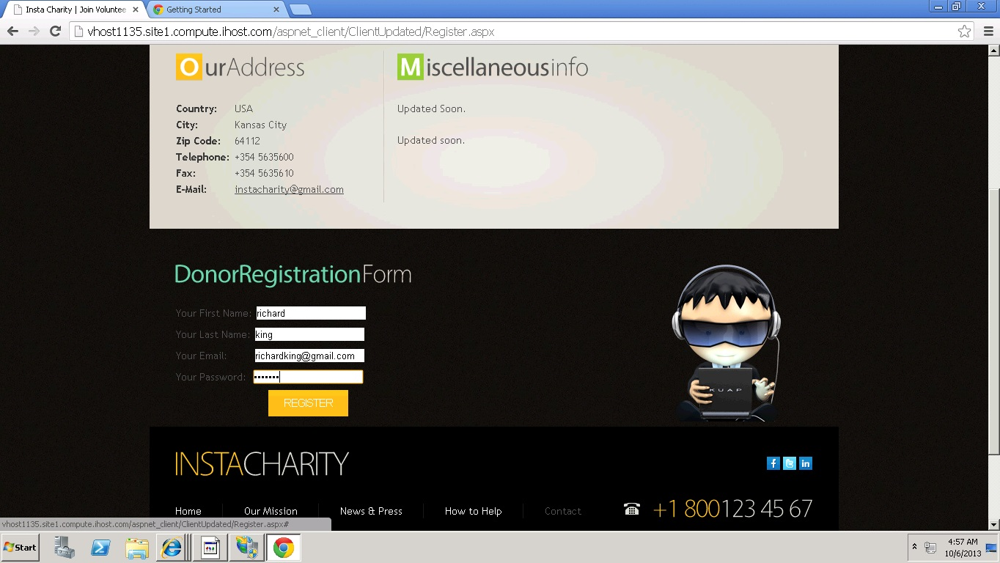 Insta Charity | Join Voluntee
Getting Started
vhost1135.site1.compute.ihost.com/aspnet_client/ClientUpdated/Register.aspx
OurAddress
Miscellaneousinfo
Country: USA
City: Kansas City
Zip Code: 64112
Telephone: +354 5635600
Fax: +354 5635610
E-Mail: instacharity@gmail.com
Updated Soon.
Updated soon.
DonorRegistrationForm
Your First Name: richard
Your Last Name: king
Your Email: richardking@gmail.com
Your Password: •••••••
REGISTER
KUAP
INSTACHARITY
Home Our Mission News & Press How to Help Contact
+1 800123 45 67
vhost1135.site1.compute.ihost.com/aspnet_client/ClientUpdated/Register.aspx#
Start
4:57 AM
10/6/2013